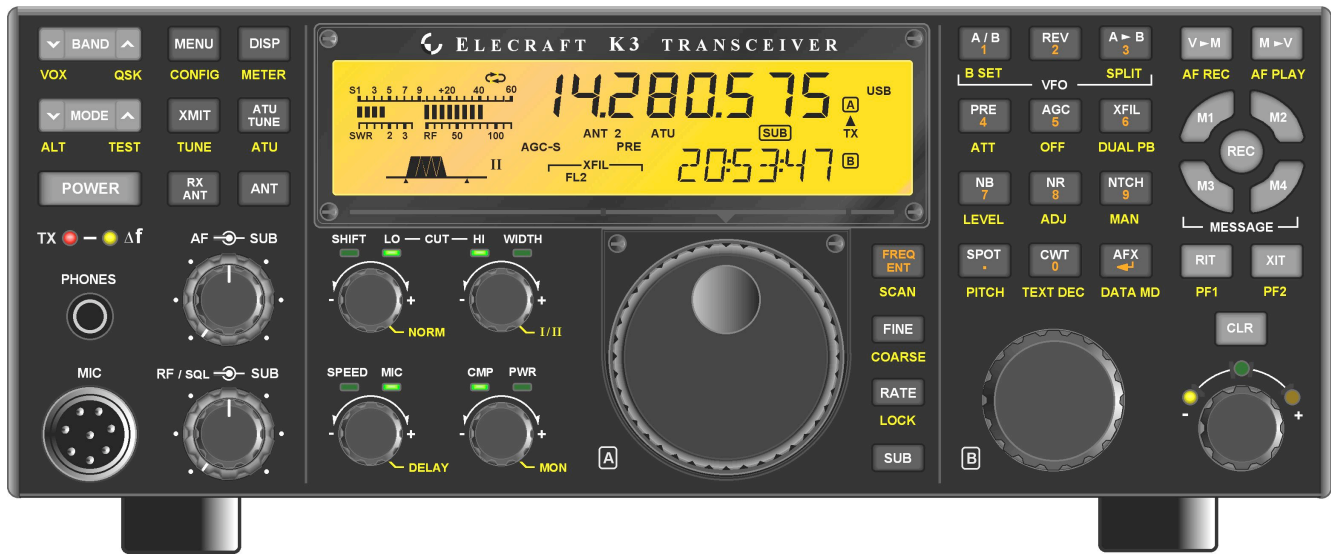 BAND
VOX QSK
MENU
CONFIG
DISP
METER
MODE
ALT TEST
XMIT
TUNE
ATU
TUNE
ATU
POWER
RX
ANT
ANT
TX – Δf
AF SUB
PHONES
MIC
RF / SQL SUB
ELECRAFT K3 TRANSCEIVER
S1 3 5 7 9 +20 40 60
SWR 2 3 RF 50 100
14.280.575
USB
A
TX
ANT 2 ATU
SUB
AGC-S PRE
XFIL
FL2
II
20:53:47
B
SHIFT LO CUT HI WIDTH
- + - +
NORM I/II
SPEED MIC CMP PWR
- + - +
DELAY MON
A
FREQ
ENT
SCAN
FINE
COARSE
RATE
LOCK
SUB
A / B
1
REV
2
A ► B
3
B SET SPLIT
VFO
PRE
4
AGC
5
XFIL
6
ATT OFF DUAL PB
NB
7
NR
8
NTCH
9
LEVEL ADJ MAN
SPOT
.
CWT
0
AFX
PITCH TEXT DEC DATA MD
B
V►M M►V
AF REC AF PLAY
M1 M2
REC
M3 M4
MESSAGE
RIT XIT
PF1 PF2
CLR
- +